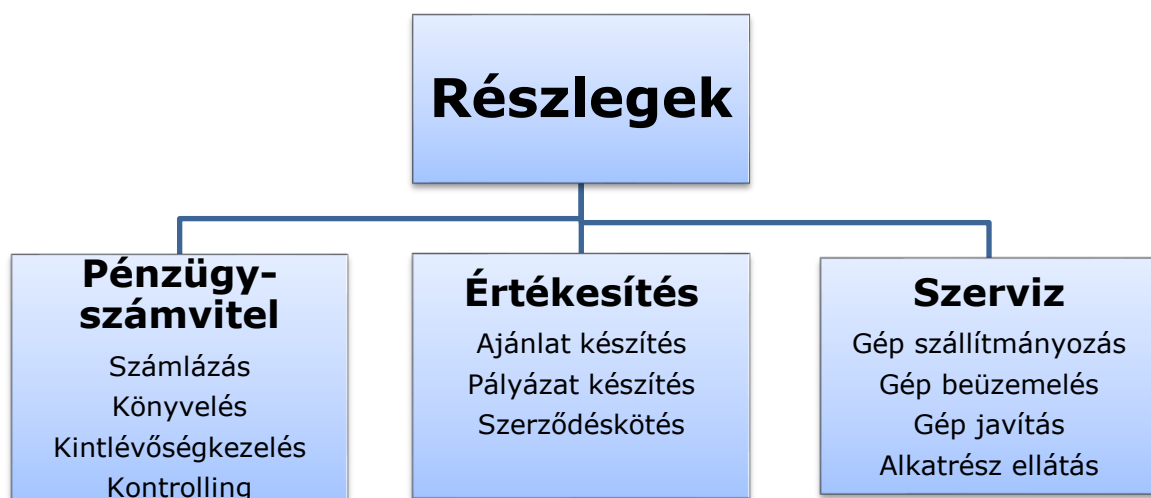 Részlegek
Pénzügy-
számvitel
Számlázás
Könyvelés
Kintlévőségkezelés
Kontrolling
Értékesítés
Ajánlat készítés
Pályázat készítés
Szerződéskötés
Szerviz
Gép szállítmányozás
Gép beüzemelés
Gép javítás
Alkatrész ellátás